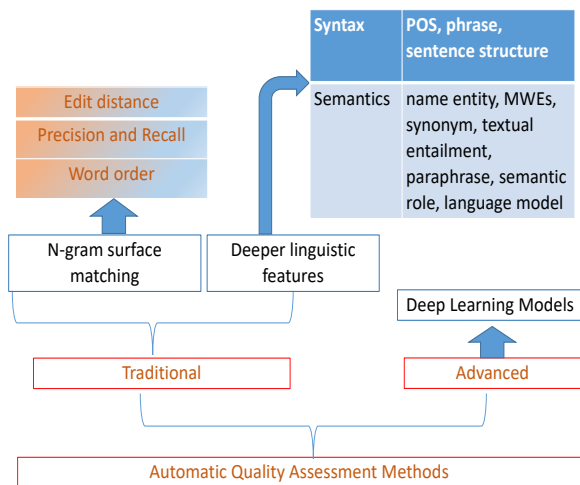 Syntax
POS, phrase,
sentence structure
Semantics
name entity, MWEs,
synonym, textual
entailment,
paraphrase, semantic
role, language model
Edit distance
Precision and Recall
Word order
N-gram surface
matching
Deeper linguistic
features
Deep Learning Models
Traditional
Advanced
Automatic Quality Assessment Methods